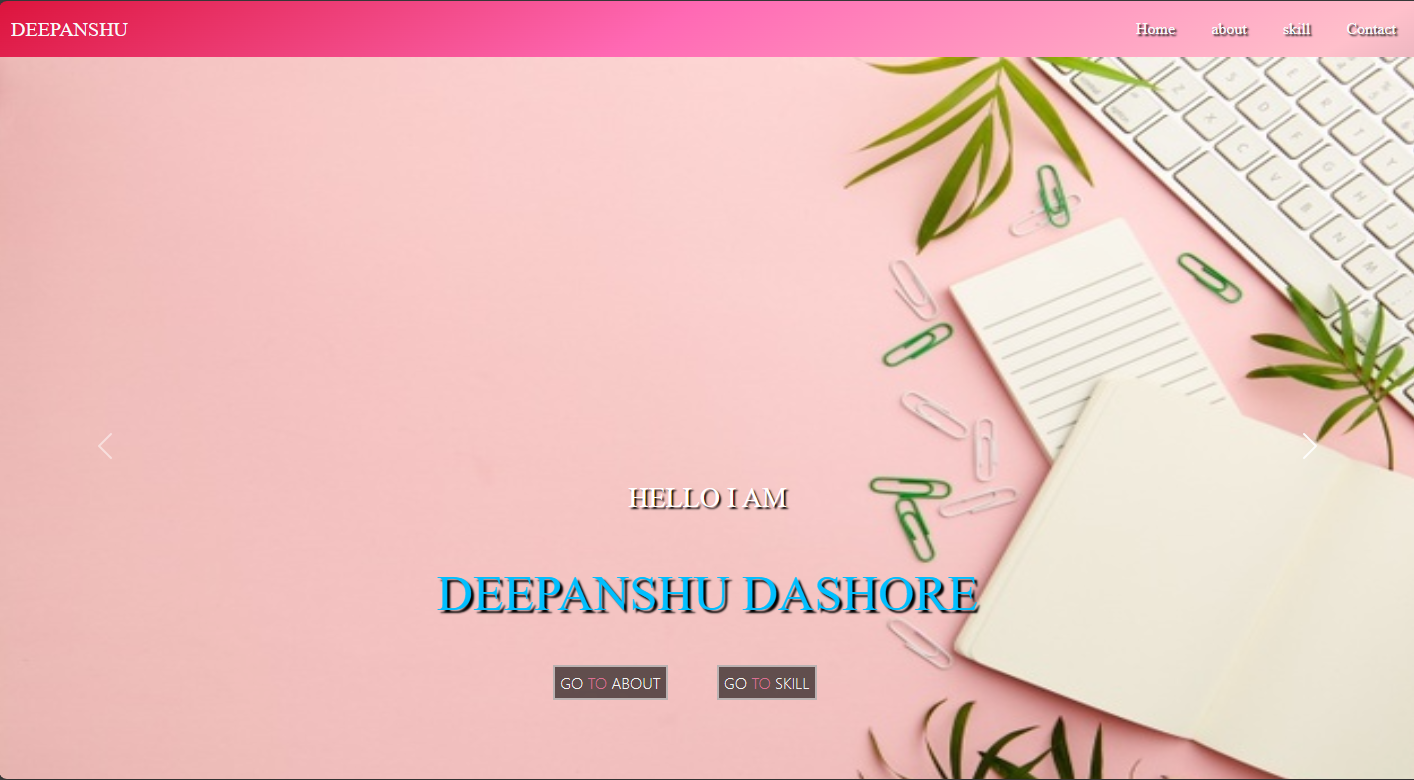 DEEPANSHU
Home about skill Contact
HELLO I AM
DEEPANSHU DASHORE
GO TO ABOUT
GO TO SKILL